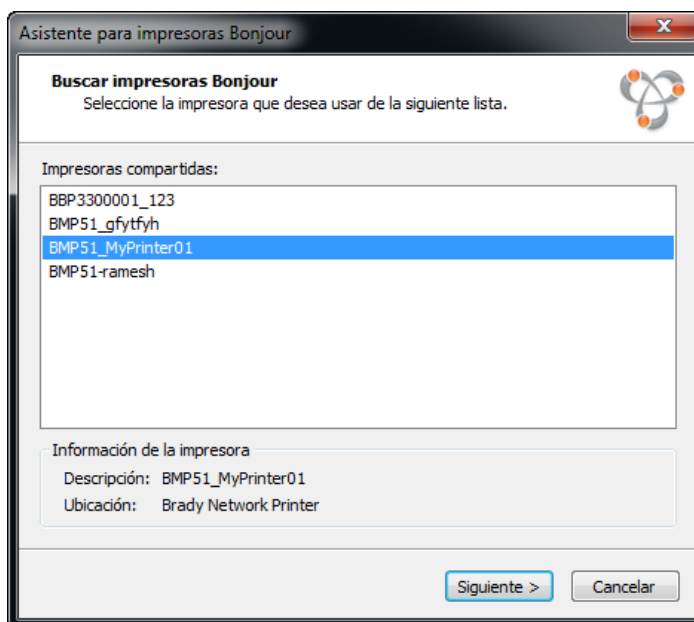 Asistente para impresoras Bonjour
Buscar impresoras Bonjour
Seleccione la impresora que desea usar de la siguiente lista.
Impresoras compartidas:
BBP3300001_123
BMP51_gfytfyh
BMP51_MyPrinter01
BMP51-ramesh
Información de la impresora
Descripción: BMP51_MyPrinter01
Ubicación: Brady Network Printer
Siguiente > Cancelar